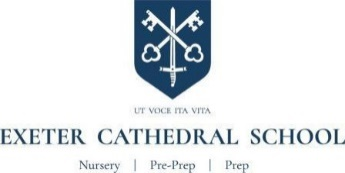 UT VOCE ITA VITA
EXETER CATHEDRAL SCHOOL
Nursery | Pre-Prep | Prep